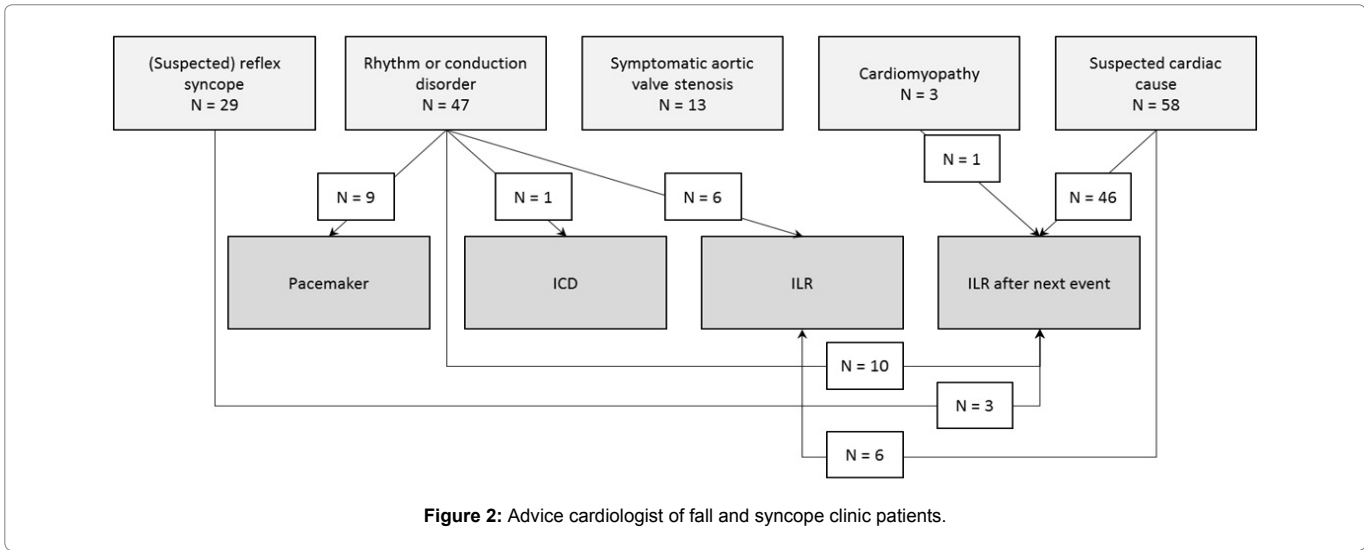 (Suspected) reflex
syncope
N = 29
Rhythm or conduction
disorder
N = 47
Symptomatic aortic
valve stenosis
N = 13
Cardiomyopathy
N = 3
Suspected cardiac
cause
N = 58
N = 9
N = 1
N = 6
N = 1
N = 46
Pacemaker
ICD
ILR
ILR after next event
N = 10
N = 3
N = 6
Figure 2: Advice cardiologist of fall and syncope clinic patients.